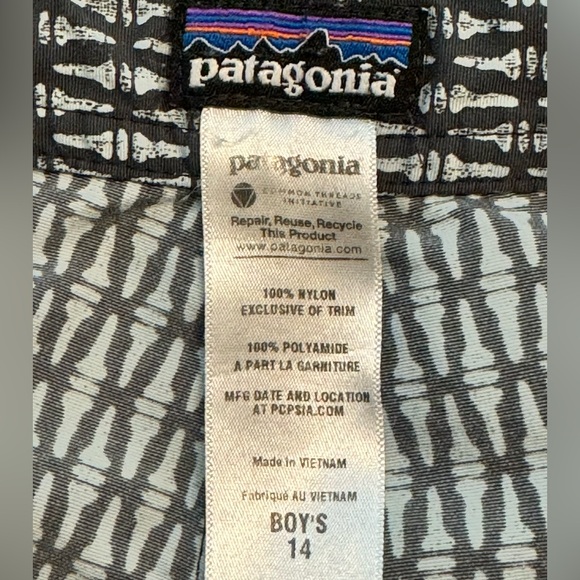 patagonia
patagonia
COMMON THREADS
INITIATIVE
Repair, Reuse, Recycle
This Product
www.patagonia.com
100% NYLON
EXCLUSIVE OF TRIM
100% POLYAMIDE
A PART LA GARNITURE
MFG DATE AND LOCATION
AT PCPSIA.COM
Made in VIETNAM
Fabriqué AU VIETNAM
BOY'S
14